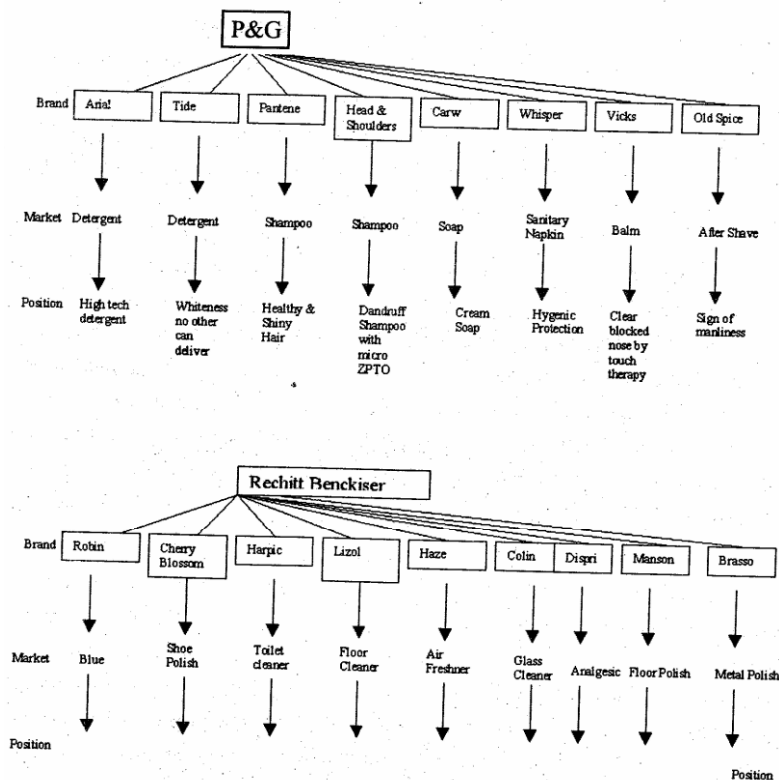 P&G
Brand Arial Tide Pantene Head & Shoulders Carw Whisper Vicks Old Spice
Market Detergent Detergent Shampoo Shampoo Soap Sanitary Napkin Balm After Shave
Position High tech detergent Whiteness no other can deliver Healthy & Shiny Hair Dandruff Shampoo with micro ZPTO Cream Soap Hygenic Protection Clear blocked nose by touch therapy Sign of manliness
Rechitt Benckiser
Brand Robin Cherry Blossom Harpic Lizol Haze Colin Dispri Manson Brasso
Market Blue Shoe Polish Toilet cleaner Floor Cleaner Air Freshner Glass Cleaner Analgesic Floor Polish Metal Polish
Position
Position